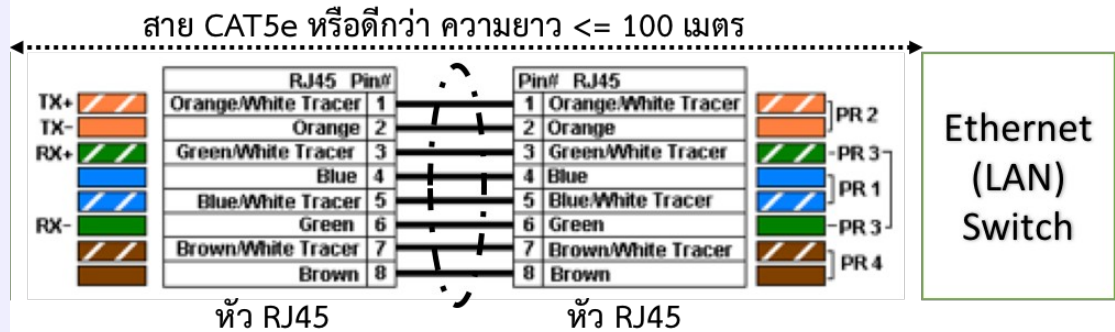 สาย CAT5e หรือดีกว่า ความยาว <= 100 เมตร
RJ45 Pin# Pin# RJ45
TX+ Orange/White Tracer 1 1 Orange/White Tracer
TX- Orange 2 2 Orange PR 2
RX+ Green/White Tracer 3 3 Green/White Tracer PR 3
Blue 4 4 Blue
Blue/White Tracer 5 5 Blue/White Tracer PR 1
RX- Green 6 6 Green PR 3
Brown/White Tracer 7 7 Brown/White Tracer
Brown 8 8 Brown PR 4
หัว RJ45 หัว RJ45
Ethernet
(LAN)
Switch